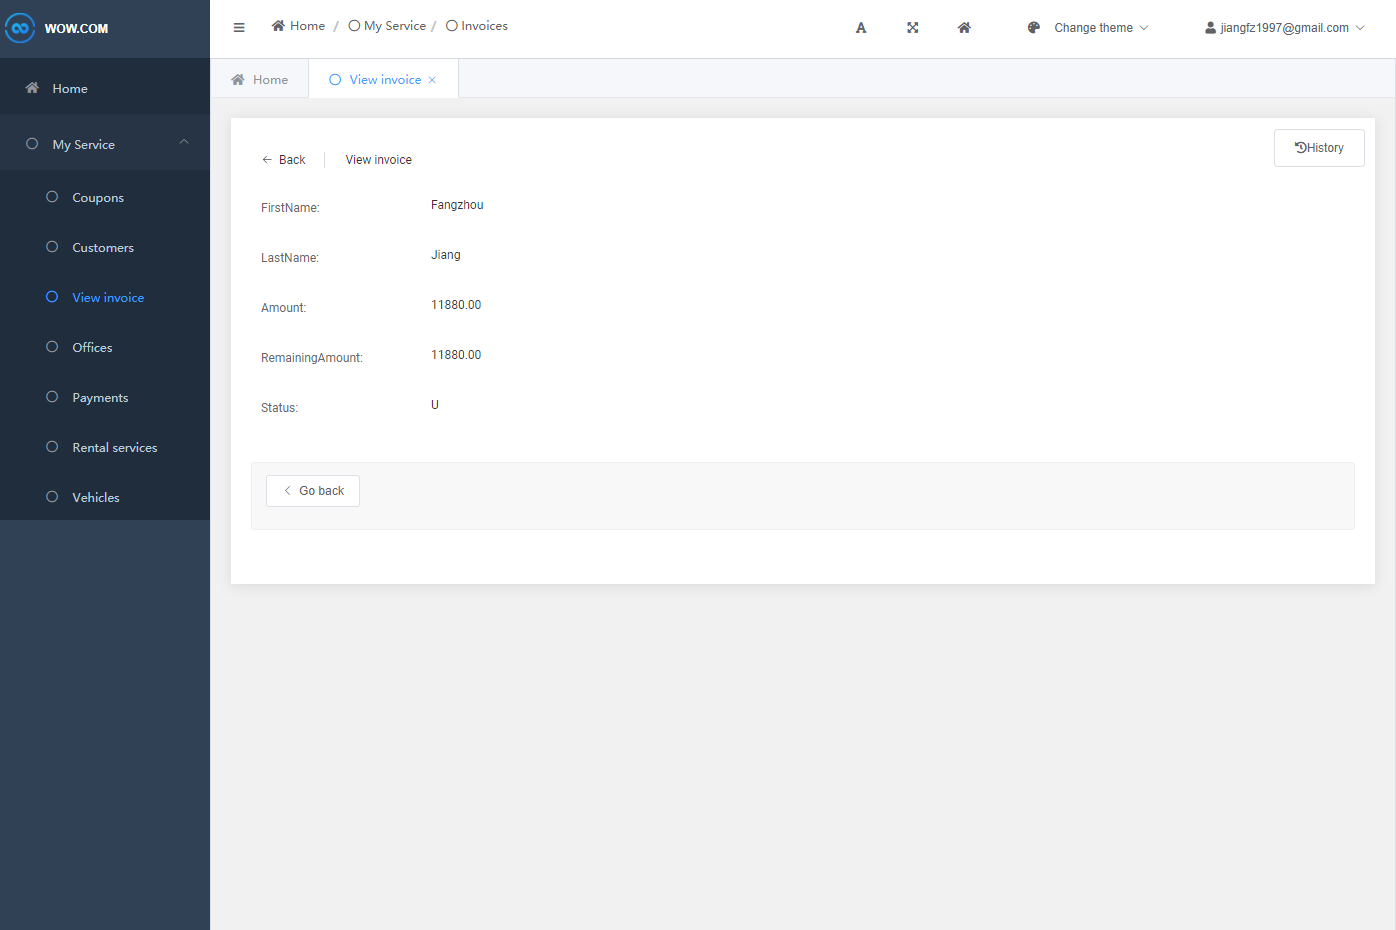 WOW.COM
Home / My Service / Invoices
A
Change theme
jiangfz1997@gmail.com
Home
My Service
Coupons
Customers
View invoice
Offices
Payments
Rental services
Vehicles
Home
View invoice ×
← Back
View invoice
History
FirstName: Fangzhou
LastName: Jiang
Amount: 11880.00
RemainingAmount: 11880.00
Status: U
Go back